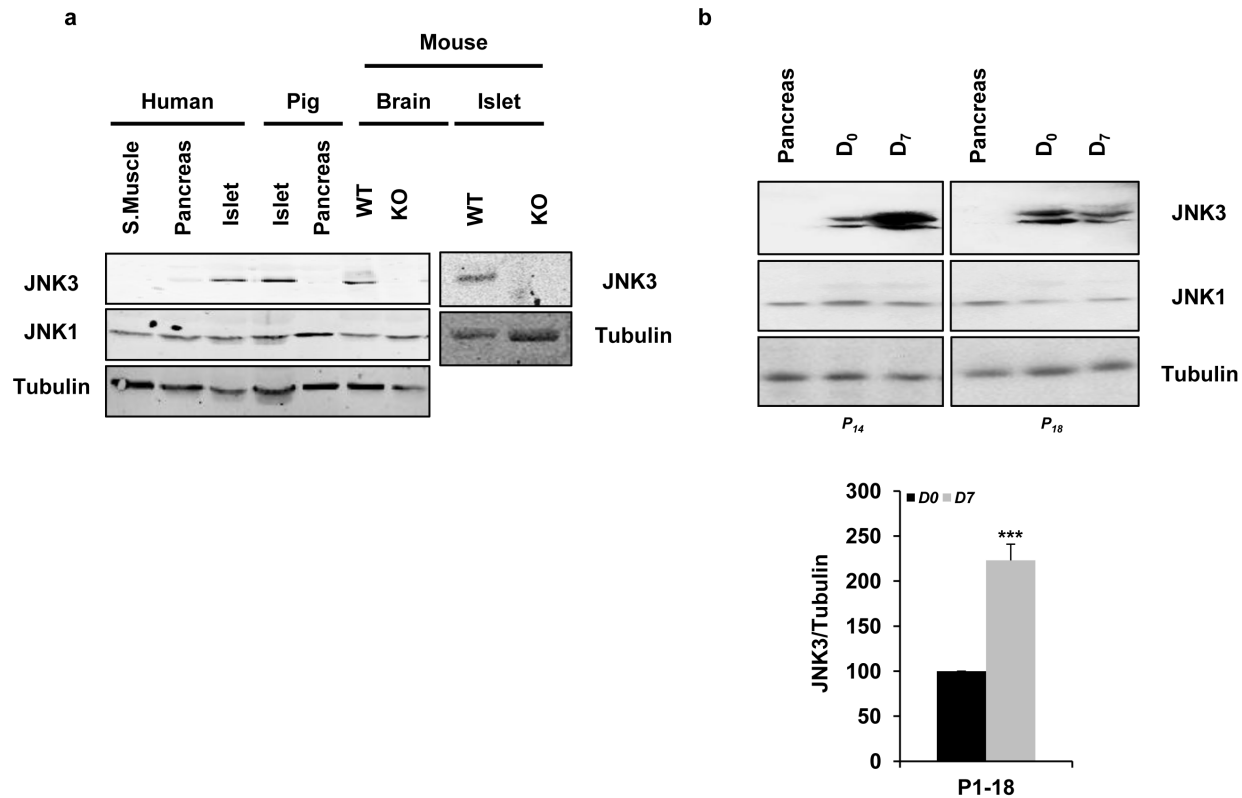 a
Mouse
Human Pig Brain Islet
S.Muscle Pancreas Islet Islet Pancreas WT KO WT KO
JNK3 JNK3
JNK1 Tubulin
Tubulin
b
Pancreas D0 D7 Pancreas D0 D7
JNK3
JNK1
Tubulin
P14 P18
300 D0 D7
250 ***
200
150
100
50
0
JNK3/Tubulin
P1-18